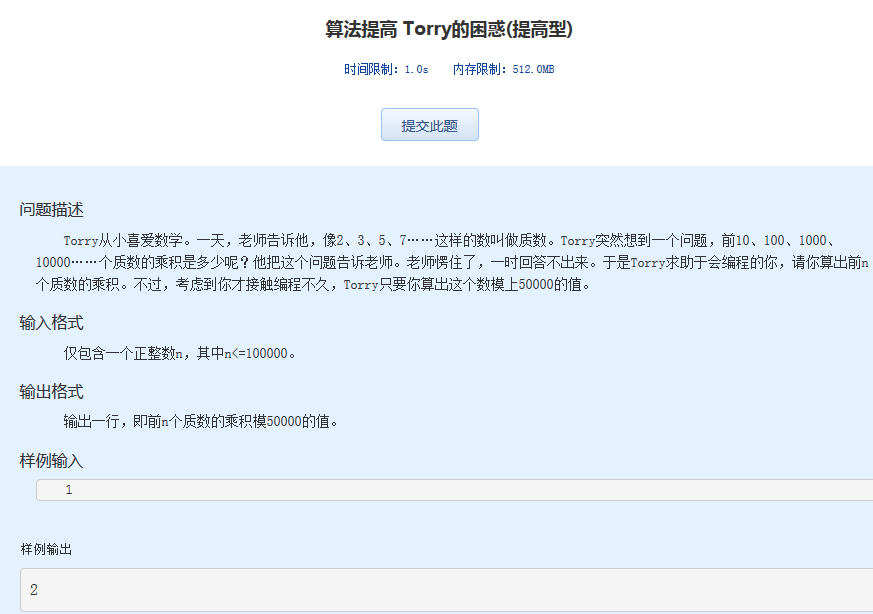 算法提高 Torry的困惑(提高型)
时间限制：1.0s 内存限制：512.0MB
提交此题
问题描述
Torry从小喜爱数学。一天，老师告诉他，像2、3、5、7……这样的数叫做质数。Torry突然想到一个问题，前10、100、1000、
10000……个质数的乘积是多少呢？他把这个问题告诉老师。老师愣住了，一时回答不出来。于是Torry求助于会编程的你，请你算出前n
个质数的乘积。不过，考虑到你才接触编程不久，Torry只要你算出这个数模上50000的值。
输入格式
仅包含一个正整数n，其中n<=100000。
输出格式
输出一行，即前n个质数的乘积模50000的值。
样例输入
1
样例输出
2